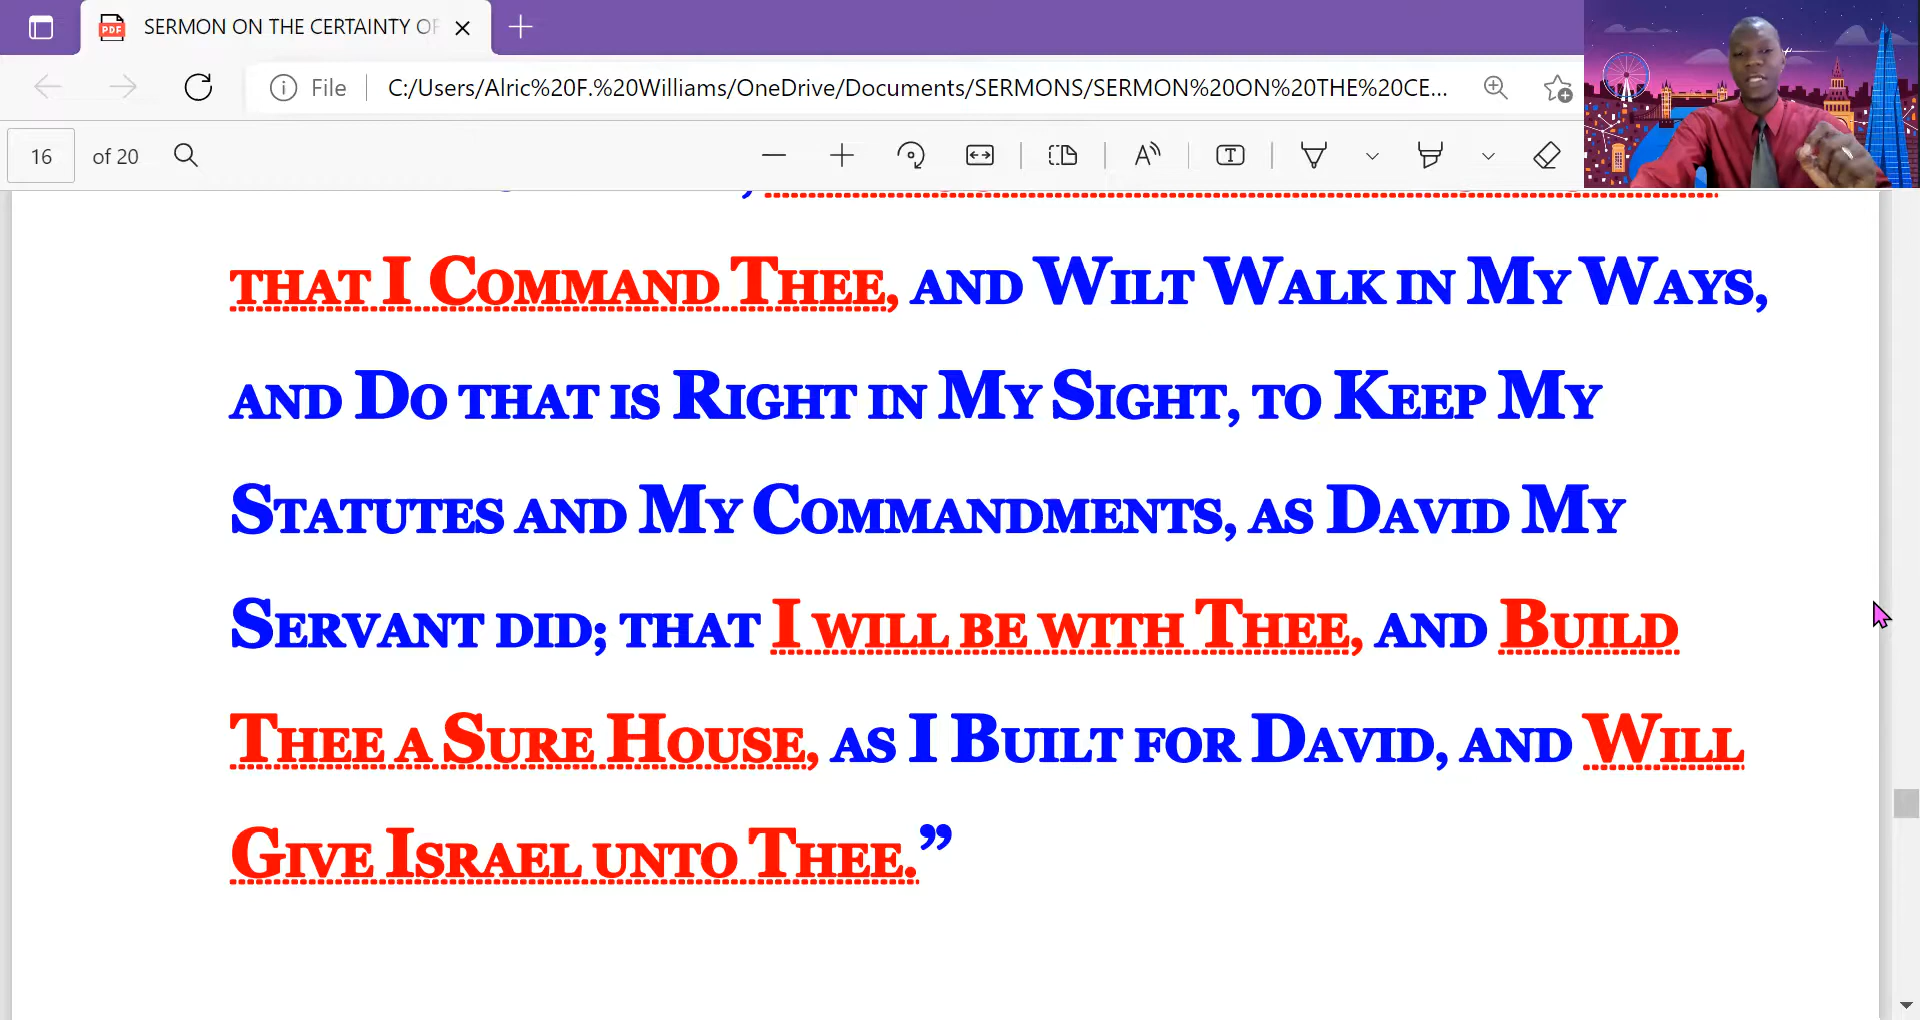 SERMON ON THE CERTAINTY OF
File
C:/Users/Alric%20F.%20Williams/OneDrive/Documents/SERMONS/SERMON%20ON%20THE%20CE...
16 of 20
THAT I COMMAND THEE, AND WILT WALK IN MY WAYS,
AND DO THAT IS RIGHT IN MY SIGHT, TO KEEP MY
STATUTES AND MY COMMANDMENTS, AS DAVID MY
SERVANT DID; THAT I WILL BE WITH THEE, AND BUILD
THEE A SURE HOUSE, AS I BUILT FOR DAVID, AND WILL
GIVE ISRAEL UNTO THEE.”